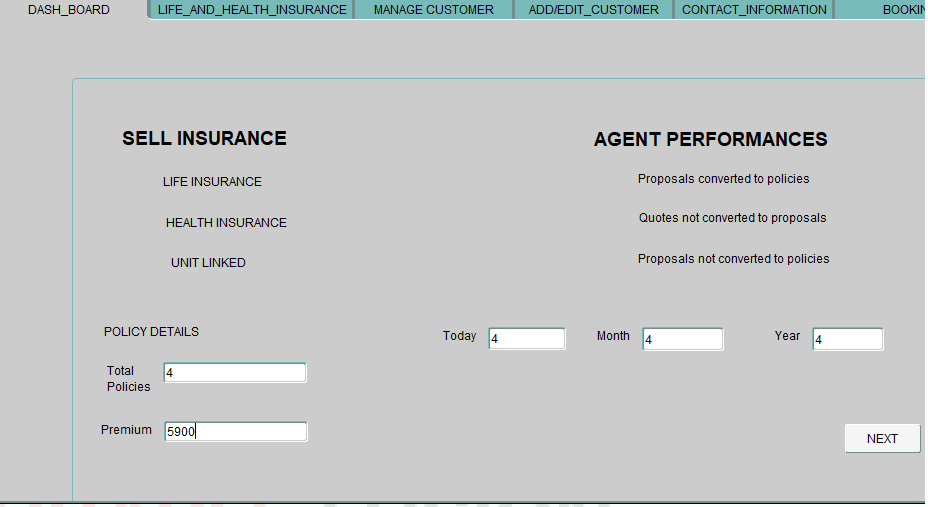 DASH_BOARD
LIFE_AND_HEALTH_INSURANCE
MANAGE CUSTOMER
ADD/EDIT_CUSTOMER
CONTACT_INFORMATION
BOOKIN
SELL INSURANCE
LIFE INSURANCE
HEALTH INSURANCE
UNIT LINKED
AGENT PERFORMANCES
Proposals converted to policies
Quotes not converted to proposals
Proposals not converted to policies
POLICY DETAILS
Today 4
Month 4
Year 4
Total
Policies
4
Premium 5900
NEXT